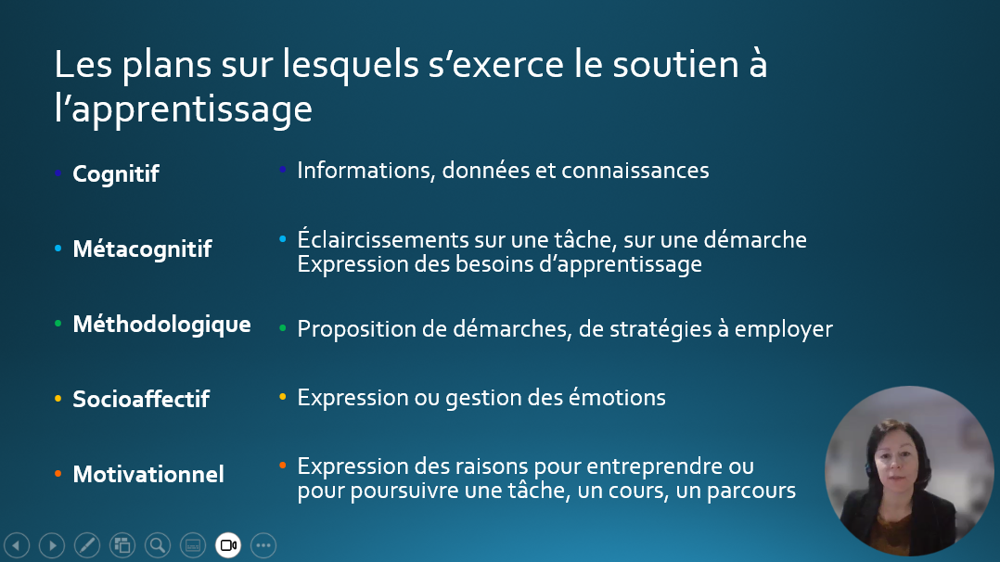 Les plans sur lesquels s’exerce le soutien à
l’apprentissage
• Cognitif
• Informations, données et connaissances
• Métacognitif
• Éclaircissements sur une tâche, sur une démarche
Expression des besoins d’apprentissage
• Méthodologique
• Proposition de démarches, de stratégies à employer
• Socioaffectif
• Expression ou gestion des émotions
• Motivationnel
• Expression des raisons pour entreprendre ou
pour poursuivre une tâche, un cours, un parcours